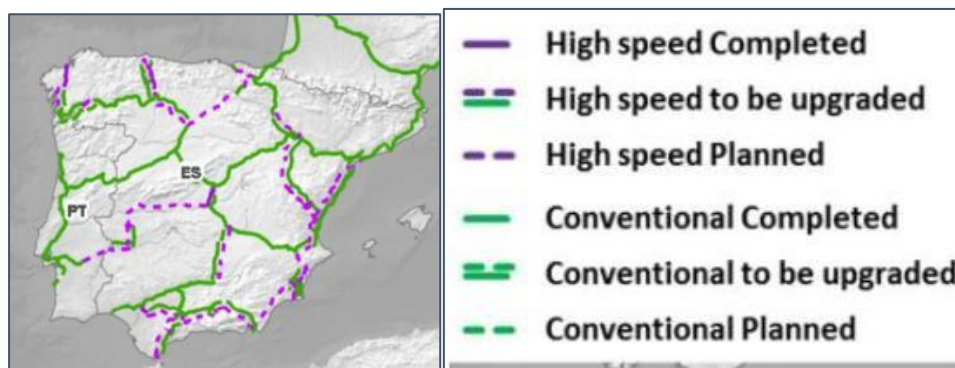 ES
PT
High speed Completed
High speed to be upgraded
High speed Planned
Conventional Completed
Conventional to be upgraded
Conventional Planned